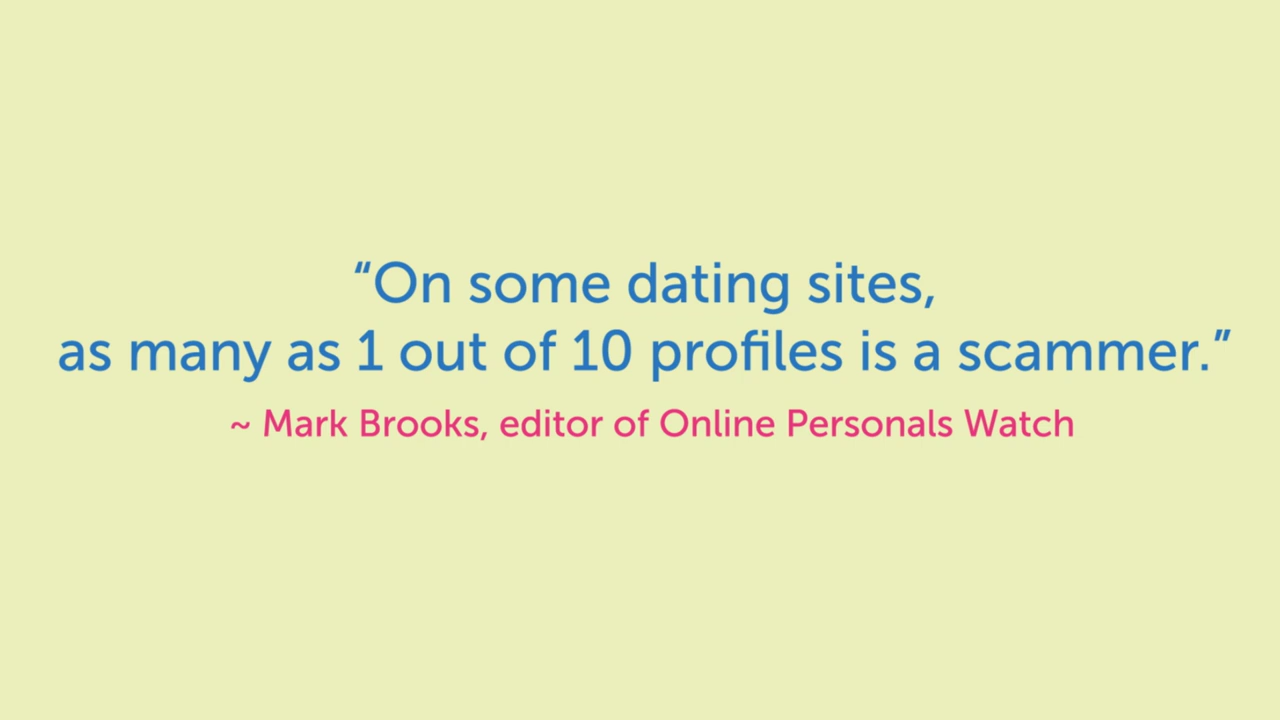 “On some dating sites,
as many as 1 out of 10 profiles is a scammer.”
~ Mark Brooks, editor of Online Personals Watch